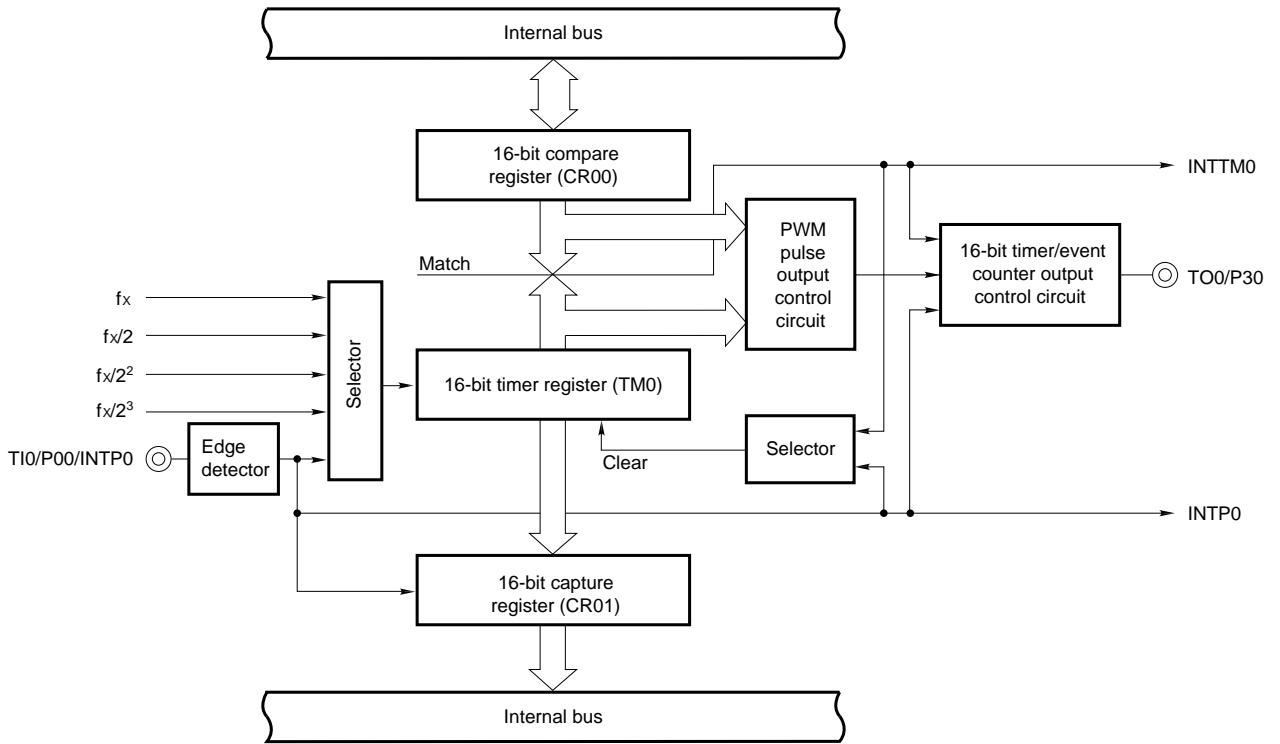 Internal bus
16-bit compare
register (CR00)
INTTM0
PWM
pulse
output
control
circuit
16-bit timer/event
counter output
control circuit
TO0/P30
Match
fX
fX/2
fX/2²
fX/2³
Selector
16-bit timer register (TM0)
TI0/P00/INTP0
Edge
detector
Clear
Selector
INTP0
16-bit capture
register (CR01)
Internal bus